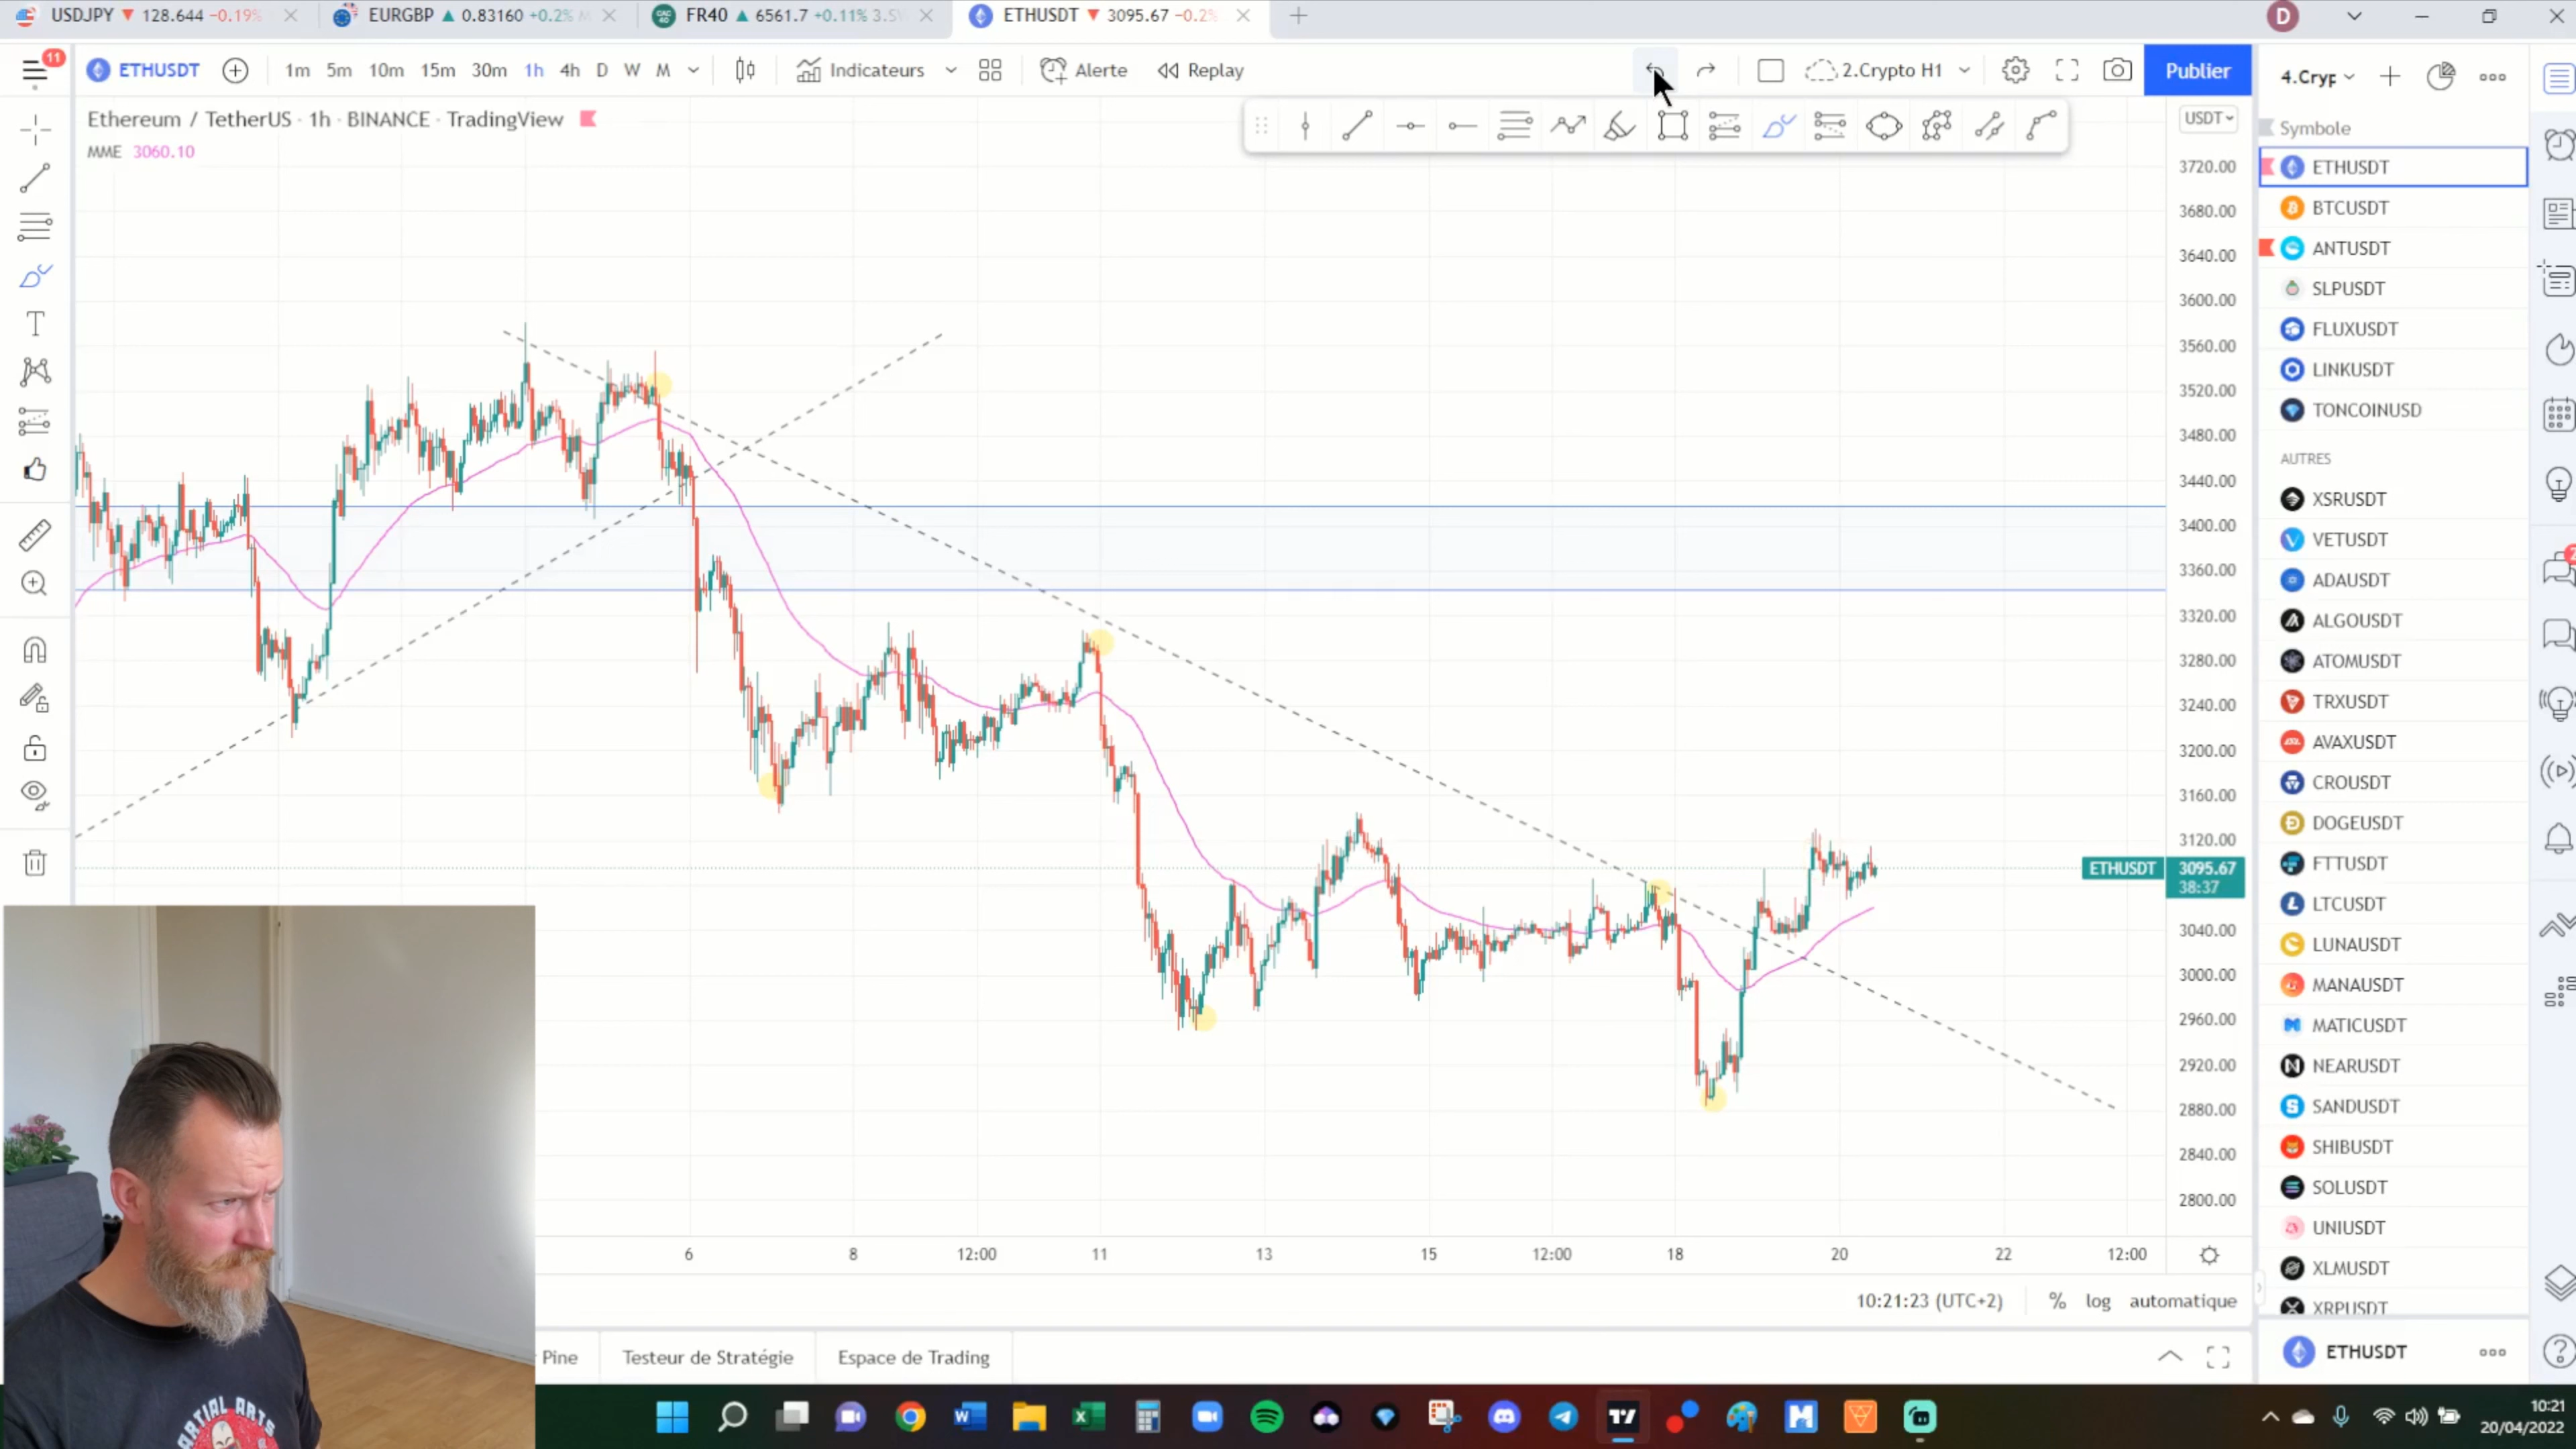 USDJPY ▼ 128.644 −0.19%
EURGBP ▲ 0.83160 +0.2%
FR40 ▲ 6561.7 +0.11%
ETHUSDT ▼ 3095.67 −0.2%
D
11
ETHUSDT
1m 5m 10m 15m 30m 1h 4h D W M
Indicateurs
Alerte
Replay
2.Crypto H1
Publier
Ethereum / TetherUS · 1h · BINANCE · TradingView
MME 3060.10
USDT
3720.00
3680.00
3640.00
3600.00
3560.00
3520.00
3480.00
3440.00
3400.00
3360.00
3320.00
3280.00
3240.00
3200.00
3160.00
3120.00
ETHUSDT 3095.67
38:37
3040.00
3000.00
2960.00
2920.00
2880.00
2840.00
2800.00
6 8 12:00 11 13 15 12:00 18 20 22 12:00
10:21:23 (UTC+2) % log automatique
Pine
Testeur de Stratégie
Espace de Trading
Symbole
ETHUSDT
BTCUSDT
ANTUSDT
SLPUSDT
FLUXUSDT
LINKUSDT
TONCOINUSD
AUTRES
XSRUSDT
VETUSDT
ADAUSDT
ALGOUSDT
ATOMUSDT
TRXUSDT
AVAXUSDT
CROUSDT
DOGEUSDT
FTTUSDT
LTCUSDT
LUNAUSDT
MANAUSDT
MATICUSDT
NEARUSDT
SANDUSDT
SHIBUSDT
SOLUSDT
UNIUSDT
XLMUSDT
XRPUSDT
ETHUSDT
MARTIAL ARTS
10:21
20/04/2022